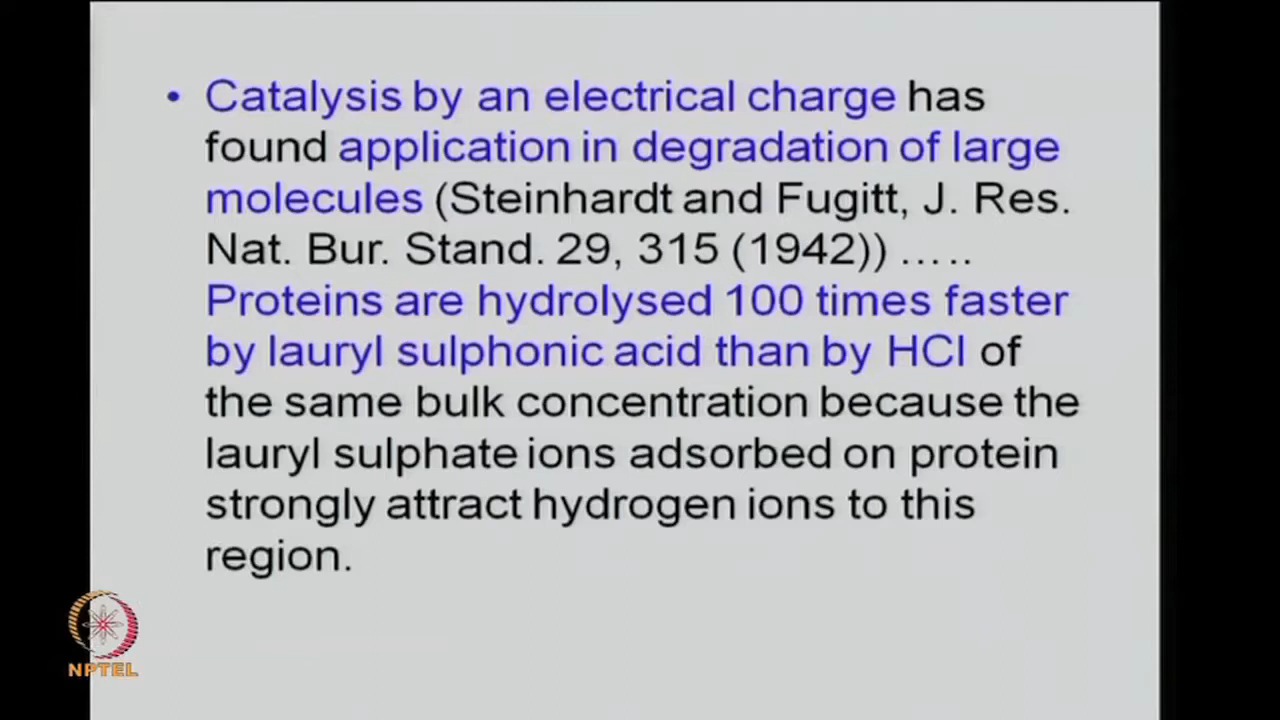 • Catalysis by an electrical charge has
found application in degradation of large
molecules (Steinhardt and Fugitt, J. Res.
Nat. Bur. Stand. 29, 315 (1942)) …..
Proteins are hydrolysed 100 times faster
by lauryl sulphonic acid than by HCl of
the same bulk concentration because the
lauryl sulphate ions adsorbed on protein
strongly attract hydrogen ions to this
region.
NPTEL